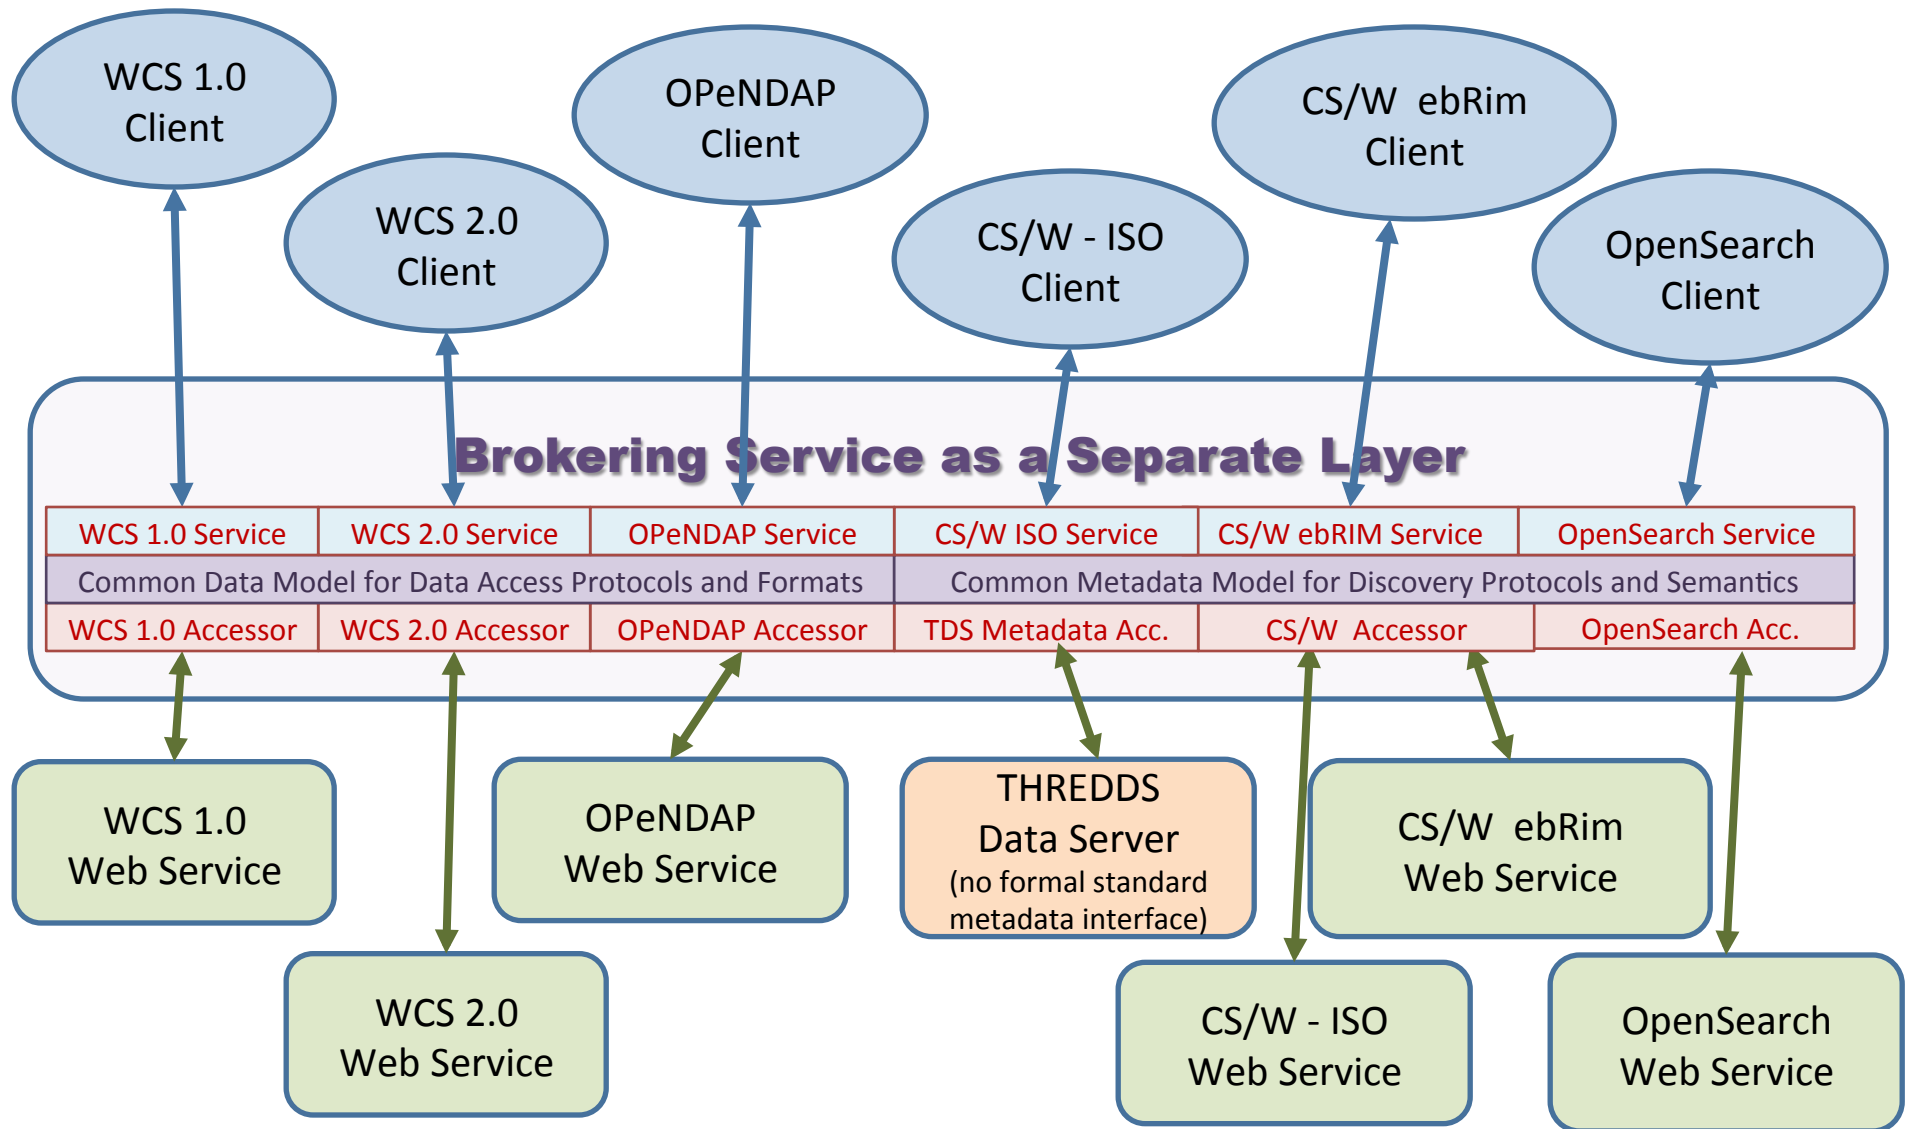 WCS 1.0
Client
OPeNDAP
Client
CS/W  ebRim
Client
WCS 2.0
Client
CS/W - ISO
Client
OpenSearch
Client
Brokering Service as a Separate Layer
WCS 1.0 Service
WCS 2.0 Service
OPeNDAP Service
CS/W ISO Service
CS/W ebRIM Service
OpenSearch Service
Common Data Model for Data Access Protocols and Formats
Common Metadata Model for Discovery Protocols and Semantics
WCS 1.0 Accessor
WCS 2.0 Accessor
OPeNDAP Accessor
TDS Metadata Acc.
CS/W  Accessor
OpenSearch Acc.
WCS 1.0
Web Service
OPeNDAP
Web Service
THREDDS
Data Server
(no formal standard
metadata interface)
CS/W  ebRim
Web Service
WCS 2.0
Web Service
CS/W - ISO
Web Service
OpenSearch
Web Service